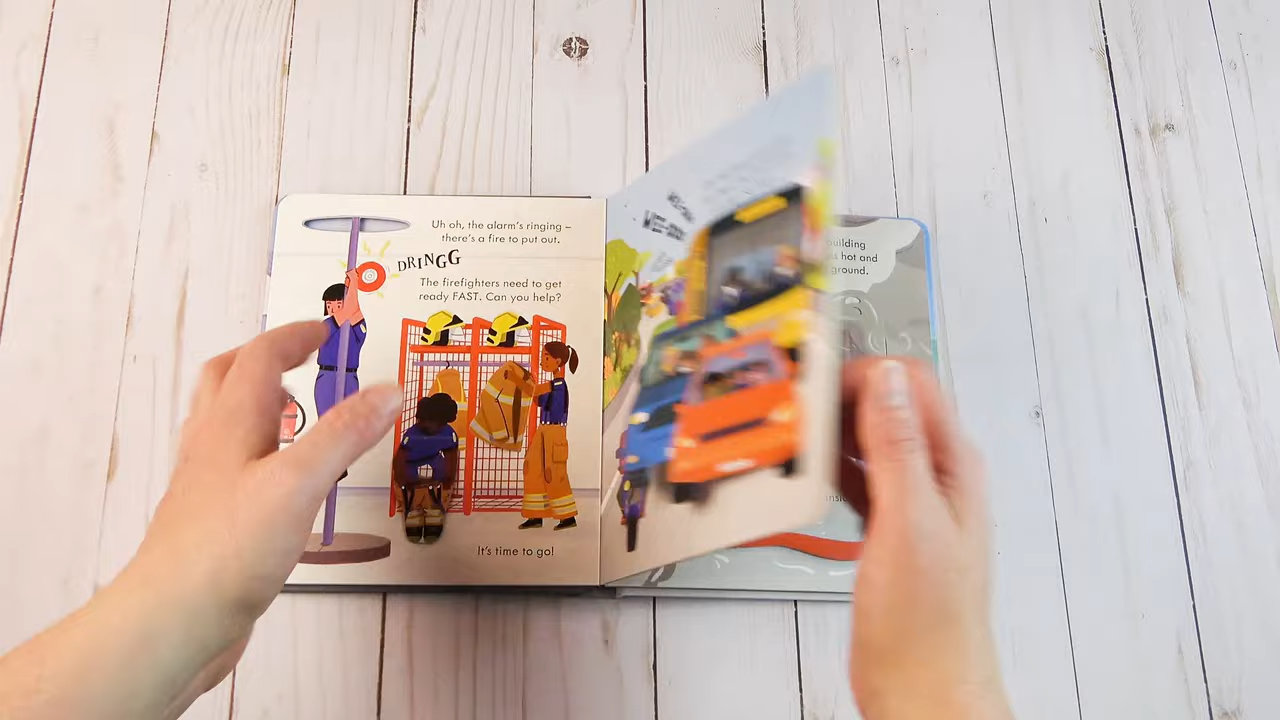 Uh oh, the alarm's ringing –
there's a fire to put out.
DRINGG
The firefighters need to get
ready FAST. Can you help?
It's time to go!
hot and
ground.